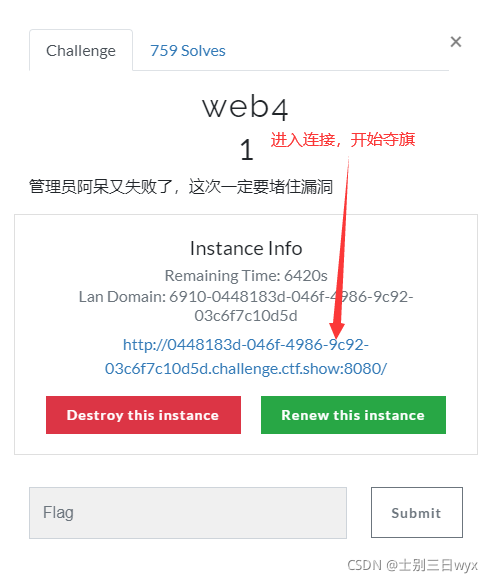 Challenge
759 Solves
×
web4
1
进入连接，开始夺旗
管理员阿呆又失败了，这次一定要堵住漏洞
Instance Info
Remaining Time: 6420s
Lan Domain: 6910-0448183d-046f-4986-9c92-
03c6f7c10d5d
http://0448183d-046f-4986-9c92-
03c6f7c10d5d.challenge.ctf.show:8080/
Destroy this instance
Renew this instance
Flag
Submit
CSDN @士别三日wyx